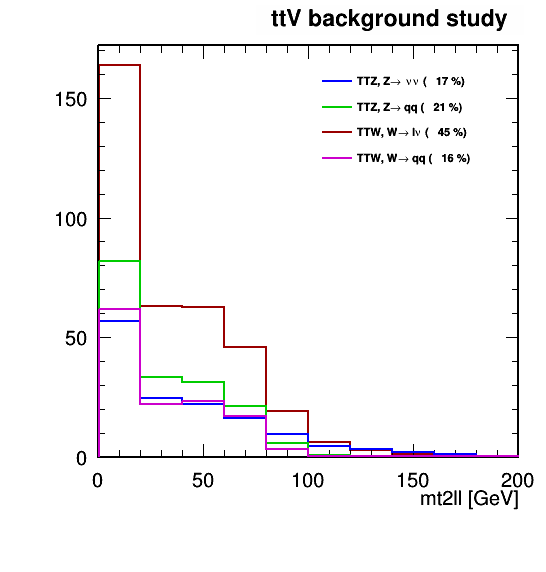 ttV background study
TTZ, Z→ νν ( 17 %)
TTZ, Z→ qq ( 21 %)
TTW, W→ lν ( 45 %)
TTW, W→ qq ( 16 %)
150
100
50
0
0 50 100 150 200
mt2ll [GeV]